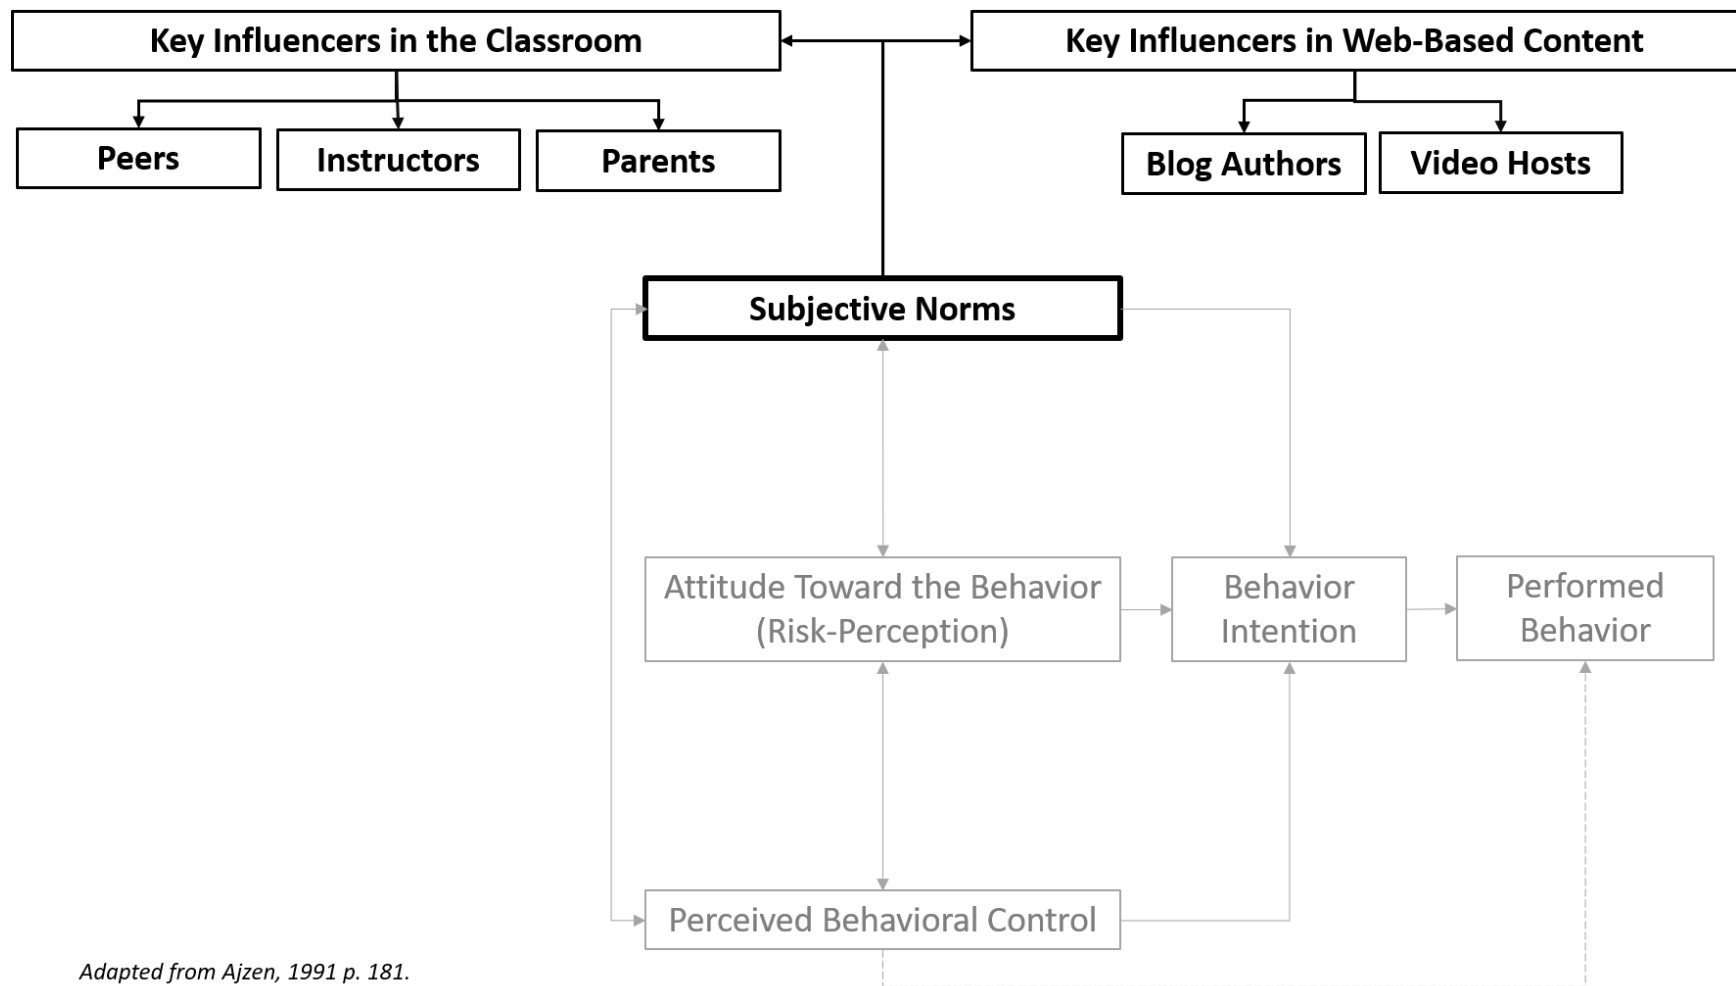 Key Influencers in the Classroom
Key Influencers in Web-Based Content
Peers
Instructors
Parents
Blog Authors
Video Hosts
Subjective Norms
Attitude Toward the Behavior
(Risk-Perception)
Behavior
Intention
Performed
Behavior
Perceived Behavioral Control
Adapted from Ajzen, 1991 p. 181.